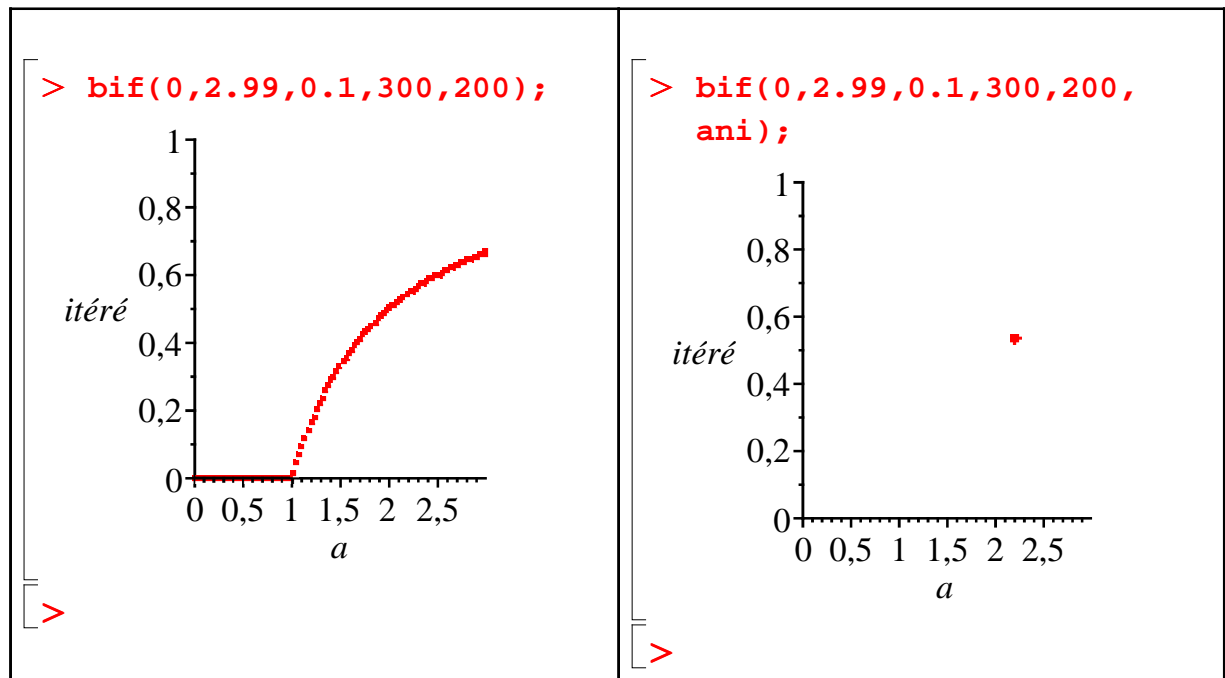 > bif(0,2.99,0.1,300,200);
1
0,8
0,6
itéré
0,4
0,2
0
0 0,5 1 1,5 2 2,5
a
>
> bif(0,2.99,0.1,300,200,
ani);
1
0,8
0,6
itéré
0,4
0,2
0
0 0,5 1 1,5 2 2,5
a
>